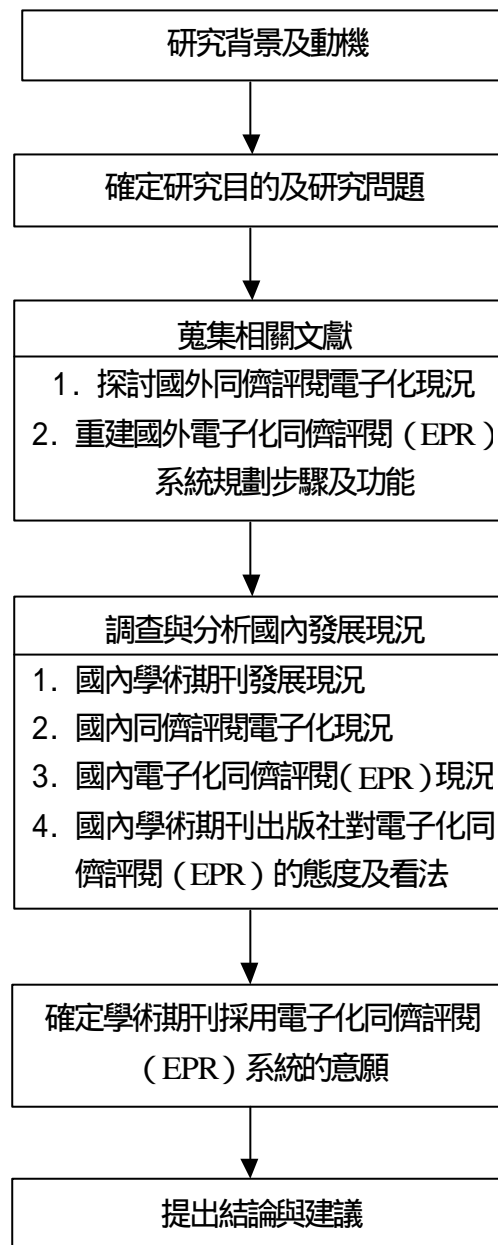 研究背景及動機
確定研究目的及研究問題
蒐集相關文獻
1. 探討國外同儕評閱電子化現況
2. 重建國外電子化同儕評閱（EPR）
系統規劃步驟及功能
調查與分析國內發展現況
1. 國內學術期刊發展現況
2. 國內同儕評閱電子化現況
3. 國內電子化同儕評閱(EPR)現況
4. 國內學術期刊出版社對電子化同
儕評閱（EPR）的態度及看法
確定學術期刊採用電子化同儕評閱
（EPR）系統的意願
提出結論與建議